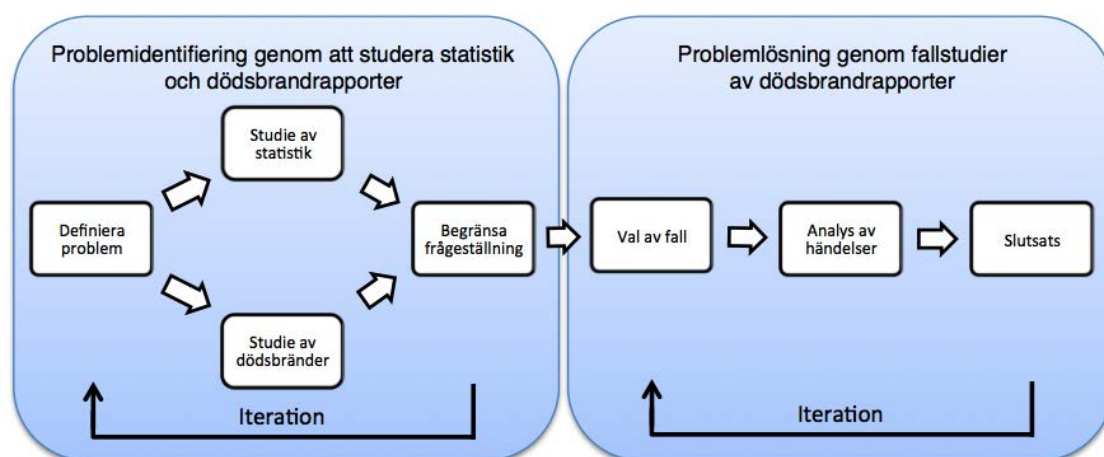 Problemidentifiering genom att studera statistik
och dödsbrandrapporter
Studie av
statistik
Definiera
problem
Begränsa
frågeställning
Studie av
dödsbränder
Iteration
Problemlösning genom fallstudier
av dödsbrandrapporter
Val av fall
Analys av
händelser
Slutsats
Iteration